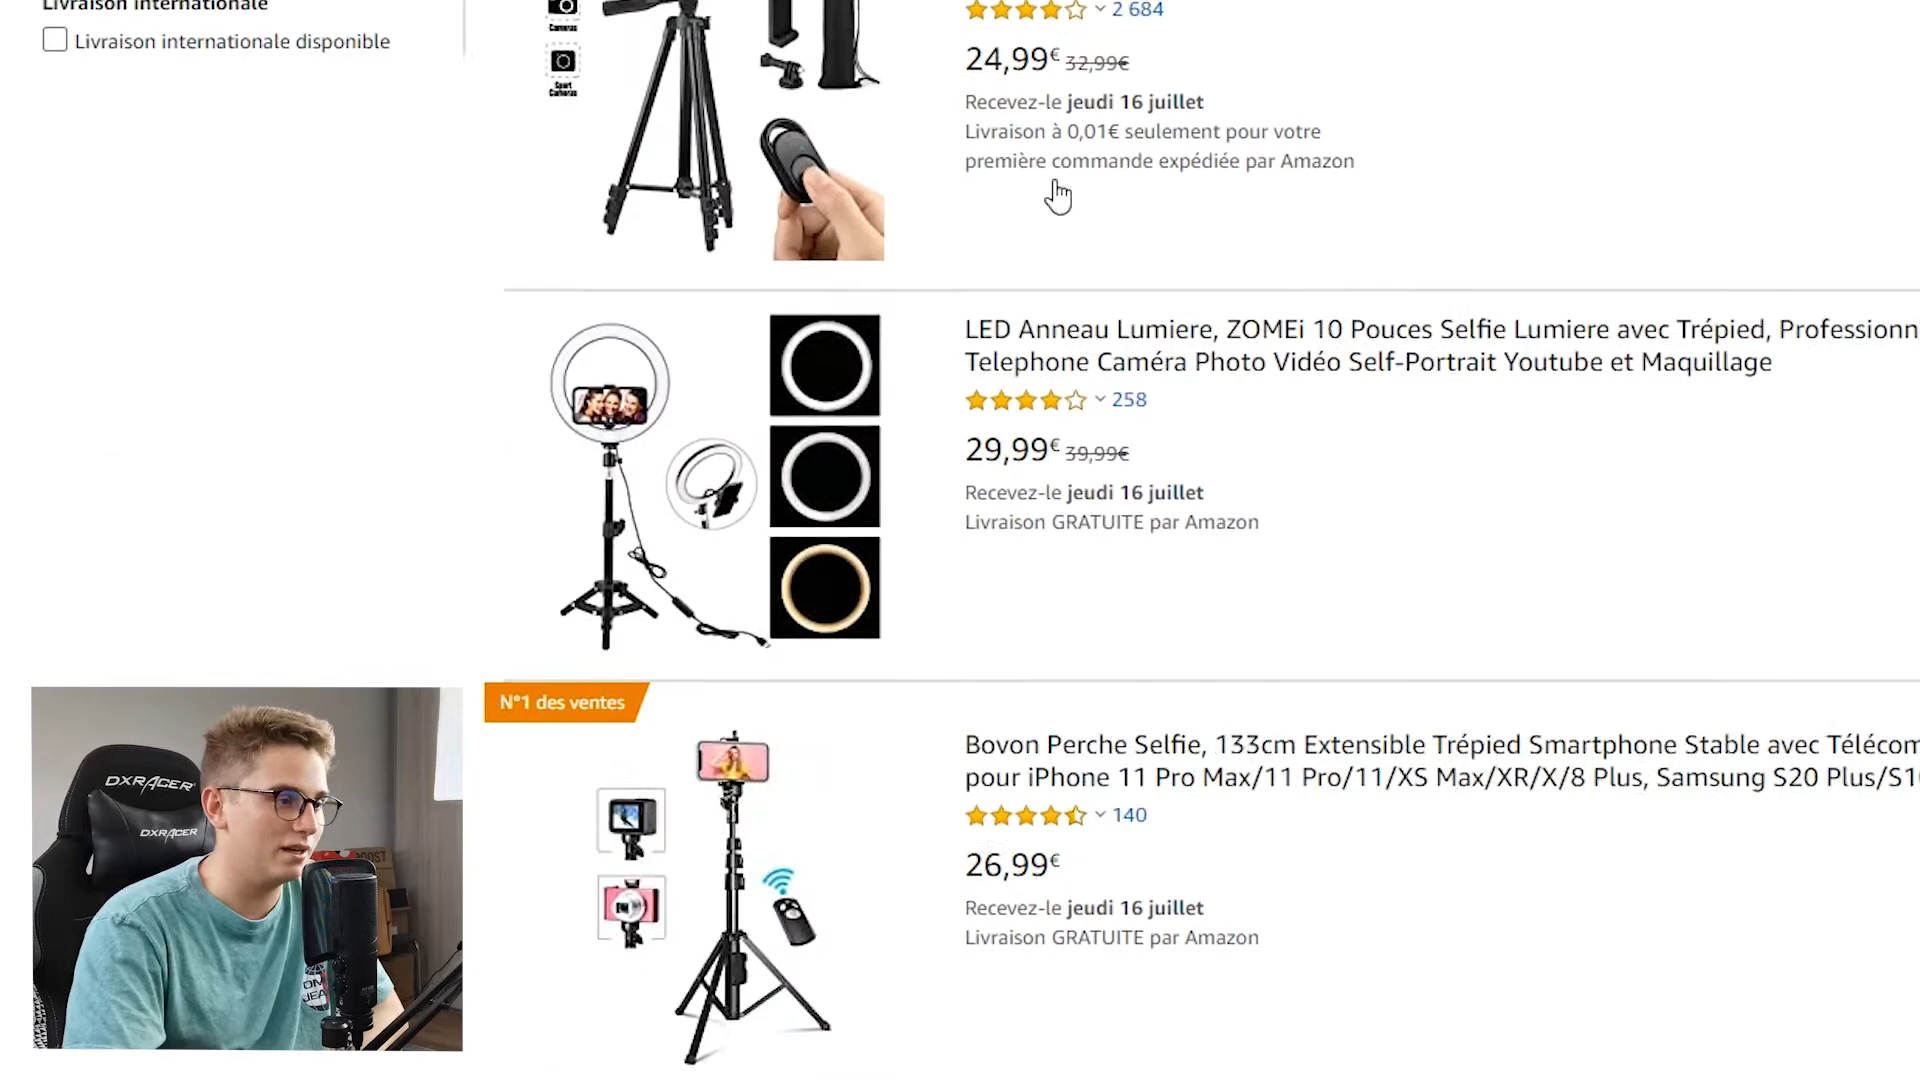 Livraison internationale
Livraison internationale disponible
Cameras
Sport
Cameras
2 684
24,99€ 32,99€
Recevez-le jeudi 16 juillet
Livraison à 0,01€ seulement pour votre
première commande expédiée par Amazon
LED Anneau Lumiere, ZOMEi 10 Pouces Selfie Lumiere avec Trépied, Professionn
Telephone Caméra Photo Vidéo Self-Portrait Youtube et Maquillage
258
29,99€ 39,99€
Recevez-le jeudi 16 juillet
Livraison GRATUITE par Amazon
N°1 des ventes
Bovon Perche Selfie, 133cm Extensible Trépied Smartphone Stable avec Télécom
pour iPhone 11 Pro Max/11 Pro/11/XS Max/XR/X/8 Plus, Samsung S20 Plus/S1
140
26,99€
Recevez-le jeudi 16 juillet
Livraison GRATUITE par Amazon
DXRACER
DXRACER